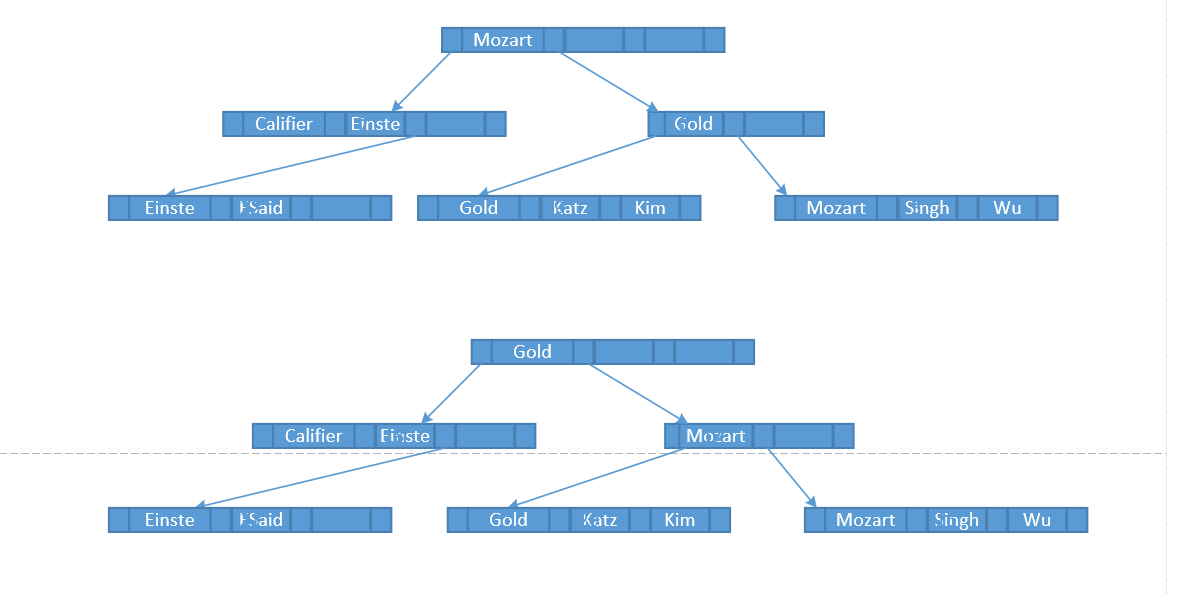 Mozart
Califier Einste Gold
Einste ElSaid Gold Katz Kim Mozart Singh Wu
Gold
Califier Einste Mozart
Einste ElSaid Gold Katz Kim Mozart Singh Wu